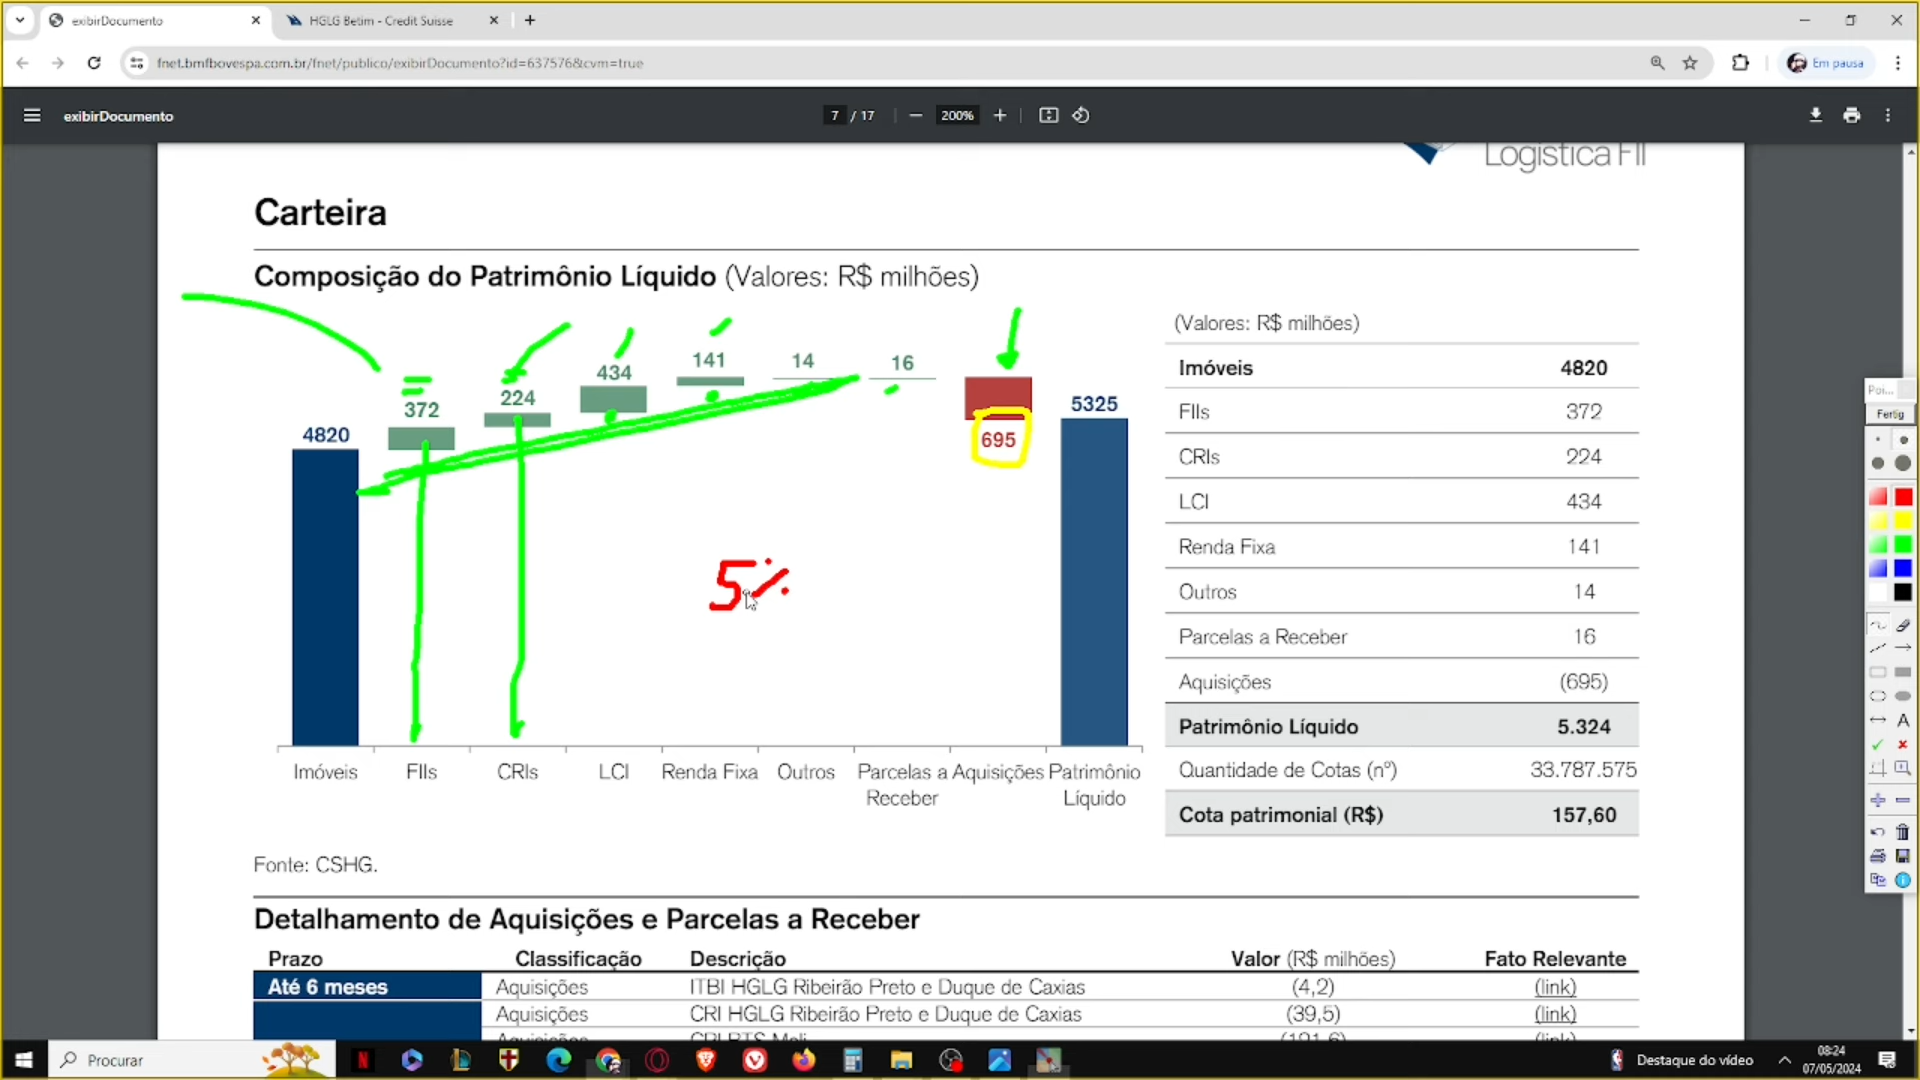 exibirDocumento
HGLG Betim - Credit Suisse
fnet.bmfbovespa.com.br/fnet/publico/exibirDocumento?id=637576&cvm=true
Em pausa
exibirDocumento
7 / 17
200%
Logística FII
Carteira
Composição do Patrimônio Líquido (Valores: R$ milhões)
4820
372
224
434
141
14
16
695
5325
5%
Imóveis
FIIs
CRIs
LCI
Renda Fixa
Outros
Parcelas a Receber
Aquisições
Patrimônio Líquido
(Valores: R$ milhões)
Imóveis 4820
FIIs 372
CRIs 224
LCI 434
Renda Fixa 141
Outros 14
Parcelas a Receber 16
Aquisições (695)
Patrimônio Líquido 5.324
Quantidade de Cotas (nº) 33.787.575
Cota patrimonial (R$) 157,60
Fonte: CSHG.
Detalhamento de Aquisições e Parcelas a Receber
Prazo Classificação Descrição Valor (R$ milhões) Fato Relevante
Até 6 meses Aquisições ITBI HGLG Ribeirão Preto e Duque de Caxias (4,2) (link)
Aquisições CRI HGLG Ribeirão Preto e Duque de Caxias (39,5) (link)
Poi...
Fertig
A
Procurar
Destaque do vídeo
08:24
07/05/2024